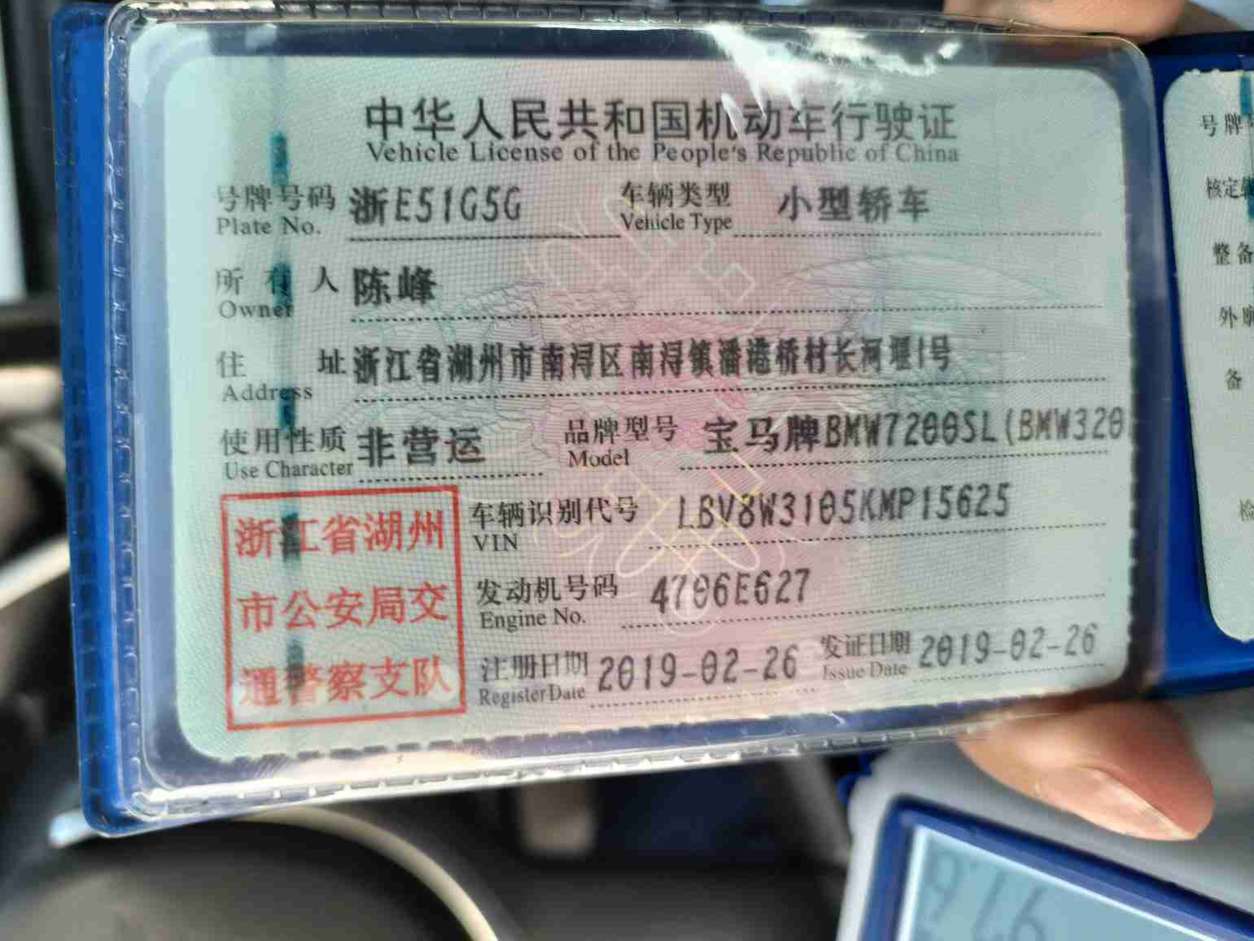 中华人民共和国机动车行驶证
Vehicle License of the People's Republic of China
号牌号码 浙E51G5G 车辆类型 小型轿车
Plate No. Vehicle Type
所有人 陈峰
Owner
住址 浙江省湖州市南浔区南浔镇潘港桥村长河堰1号
Address
使用性质 非营运 品牌型号 宝马牌BMW7200SL(BMW320
Use Character Model
浙江省湖州
市公安局交
通警察支队
车辆识别代号 LBV8W3105KMP15625
VIN
发动机号码 4706E627
Engine No.
注册日期 2019-02-26 发证日期 2019-02-26
Register Date Issue Date
号牌
核定
整备
外廓
备